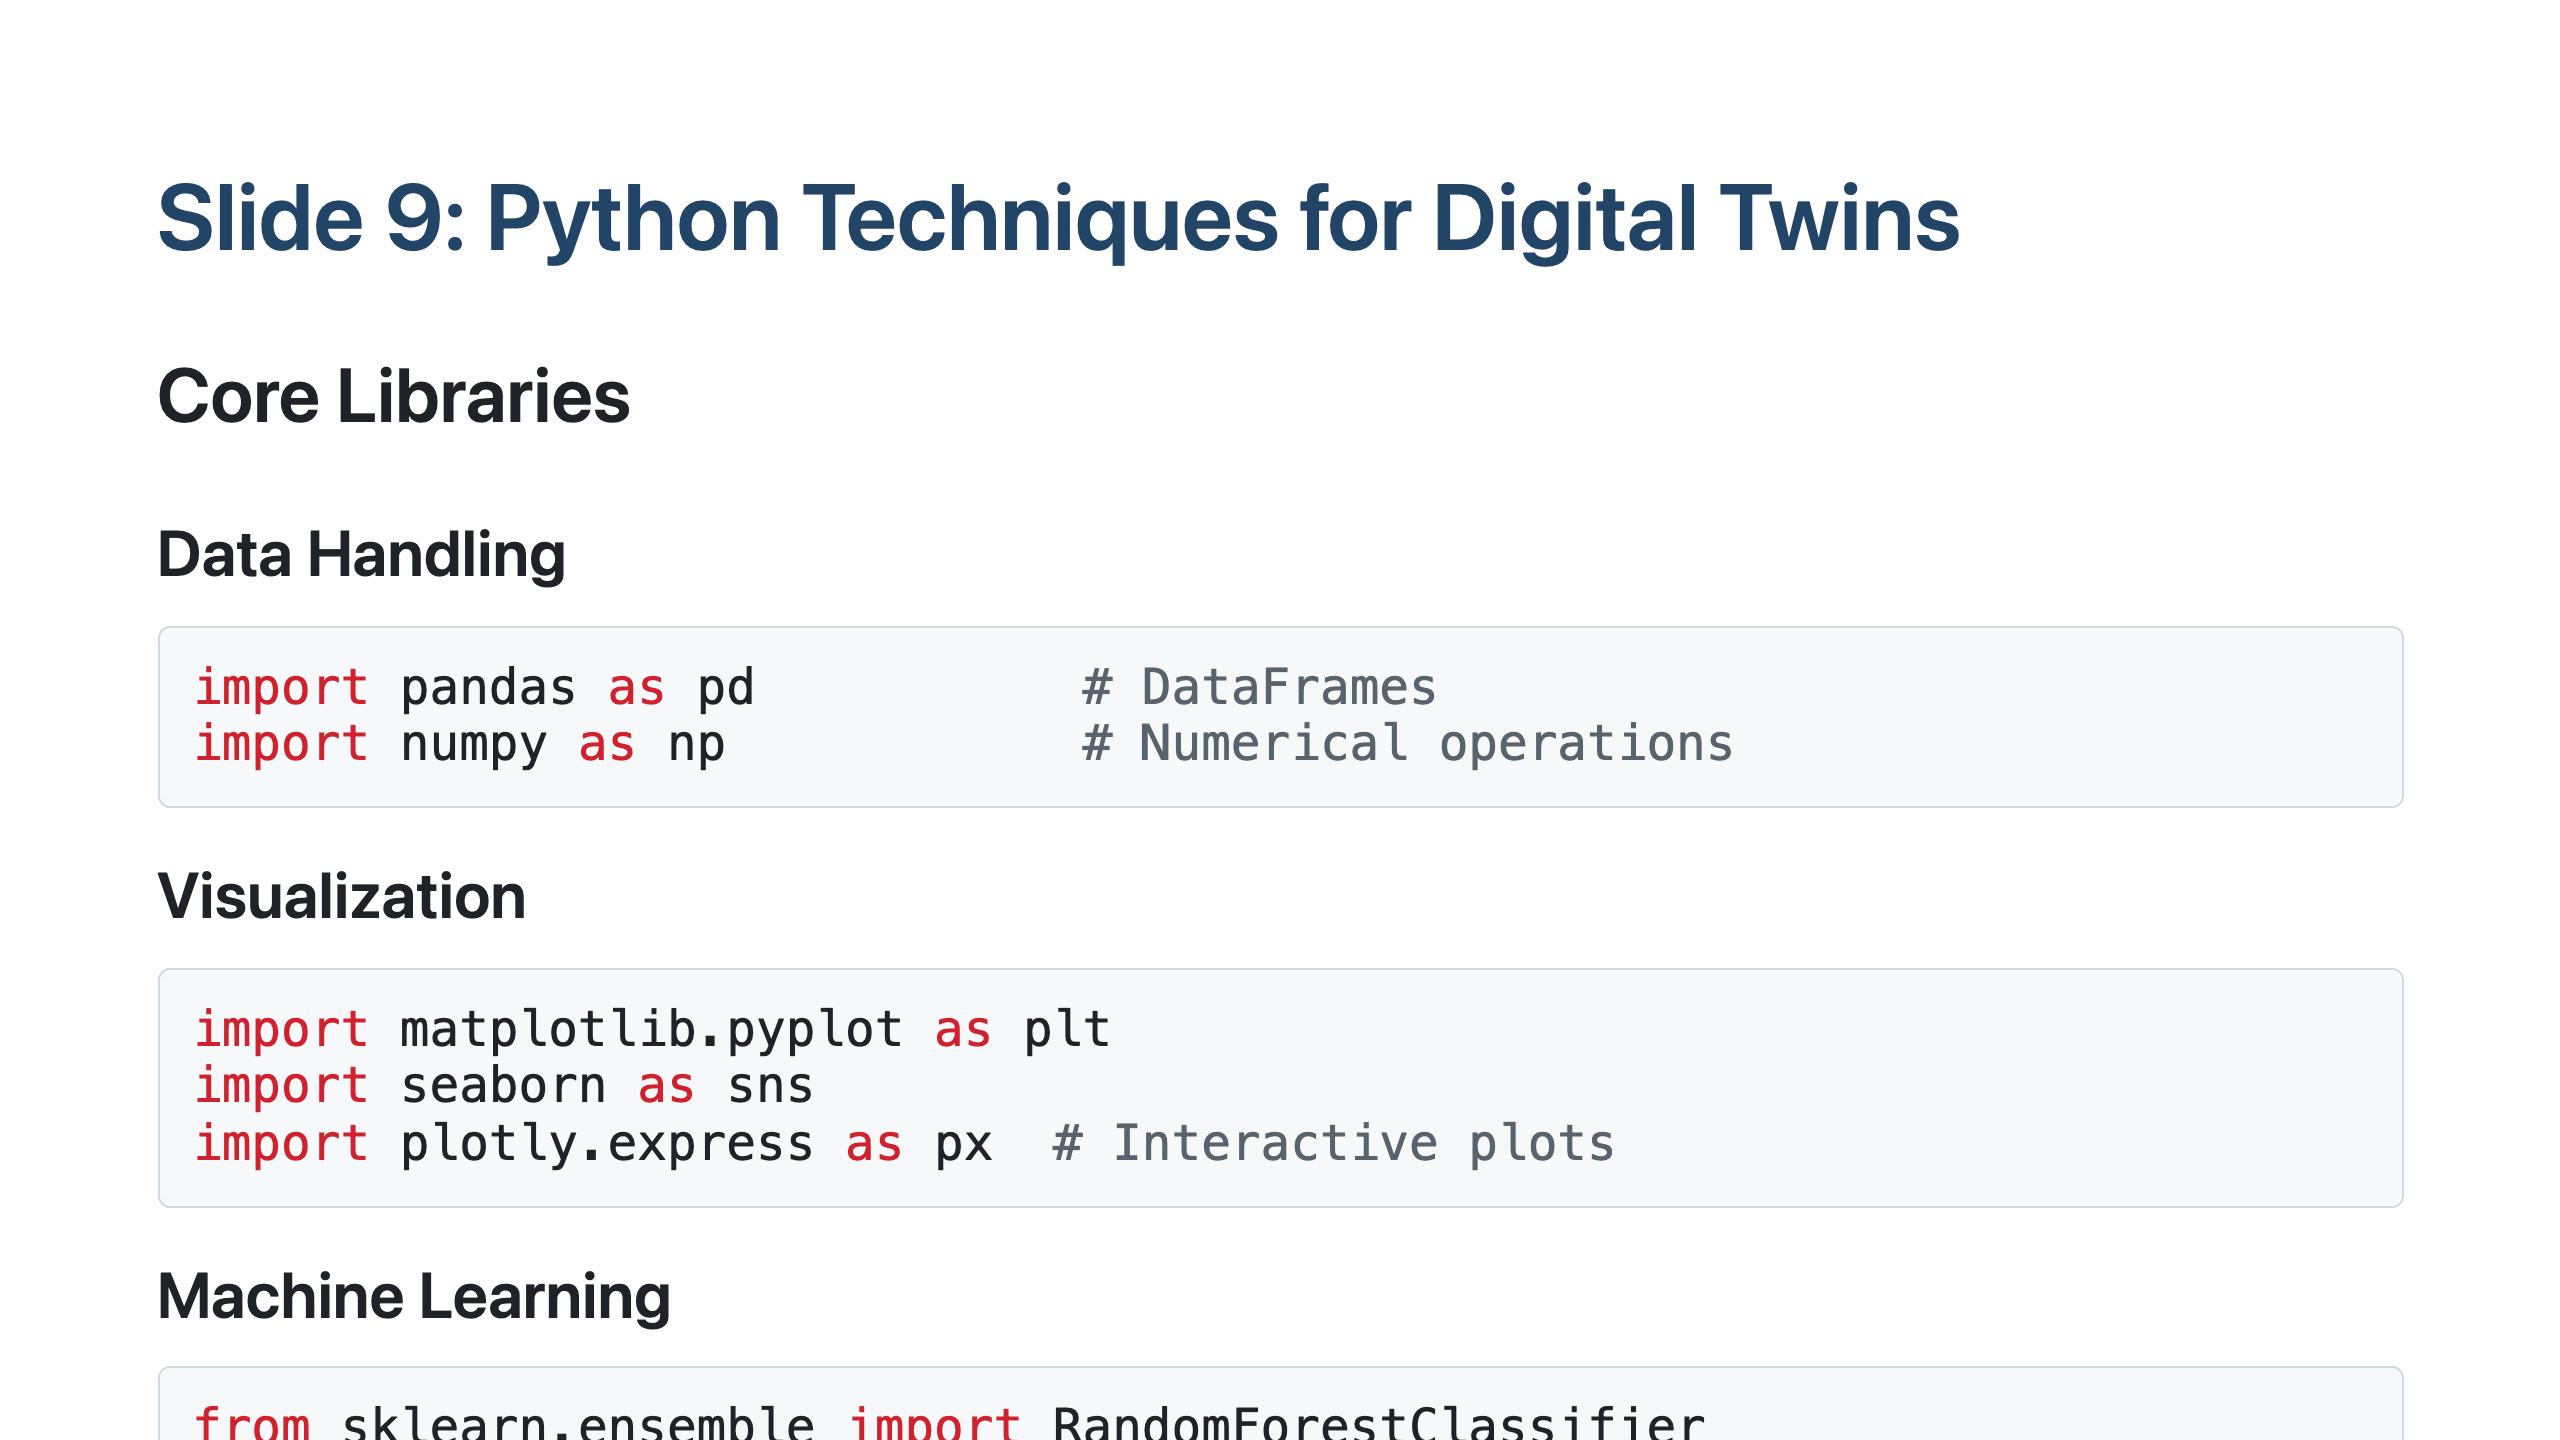 Slide 9: Python Techniques for Digital Twins
Core Libraries
Data Handling
import pandas as pd           # DataFrames
import numpy as np            # Numerical operations
Visualization
import matplotlib.pyplot as plt
import seaborn as sns
import plotly.express as px  # Interactive plots
Machine Learning
from sklearn.ensemble import RandomForestClassifier